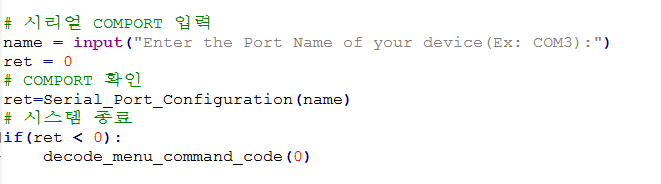 # 시리얼 COMPORT 입력
name = input("Enter the Port Name of your device(Ex: COM3):")
ret = 0
# COMPORT 확인
ret=Serial_Port_Configuration(name)
# 시스템 종료
if(ret < 0):
    decode_menu_command_code(0)